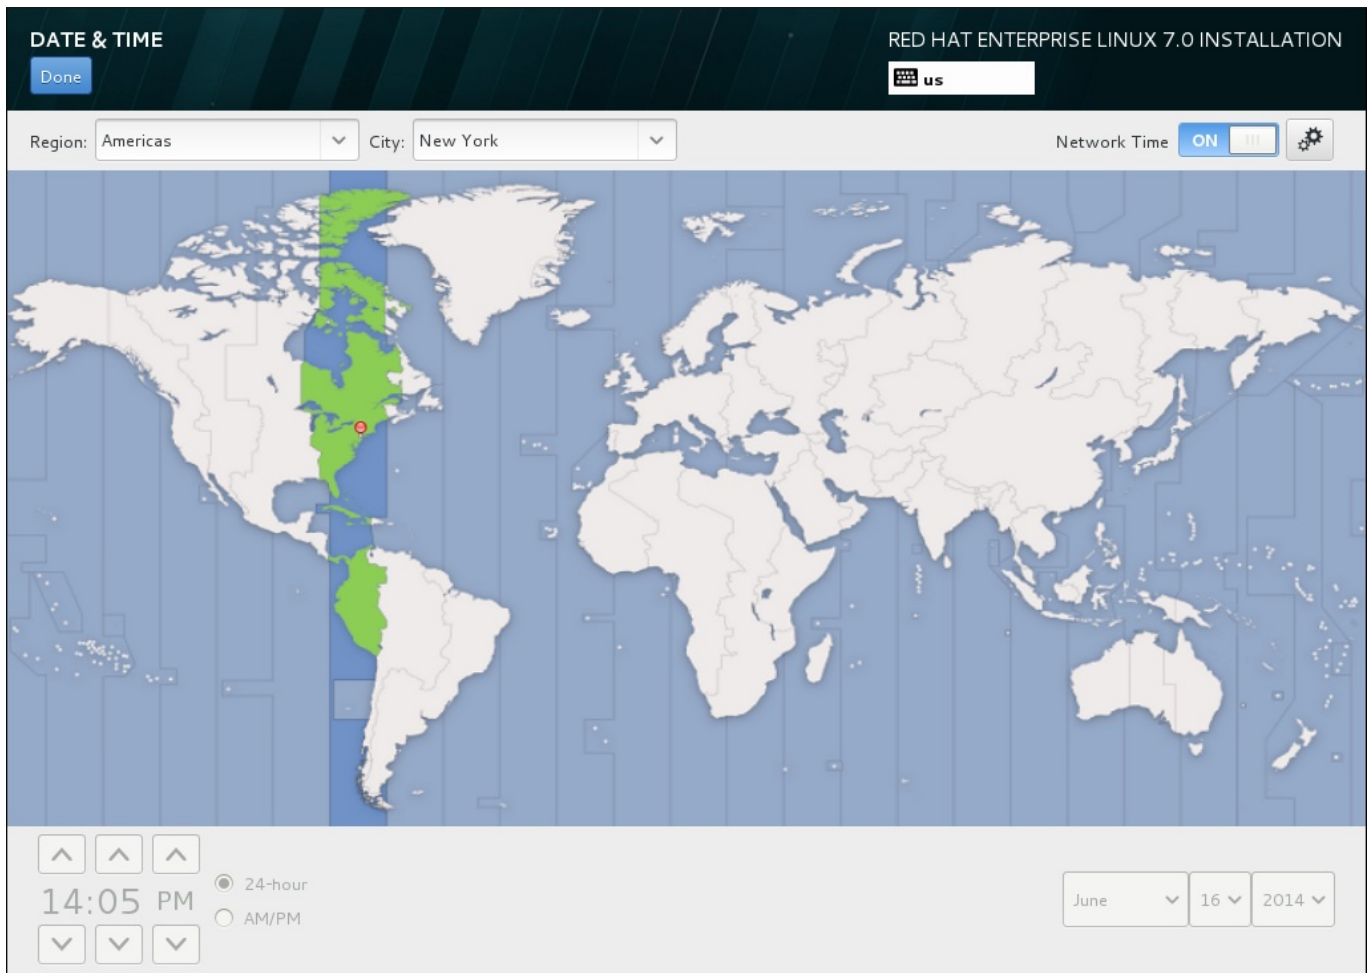 DATE & TIME
RED HAT ENTERPRISE LINUX 7.0 INSTALLATION
Done
us
Region: Americas City: New York Network Time ON
14:05 PM
24-hour
AM/PM
June 16 2014